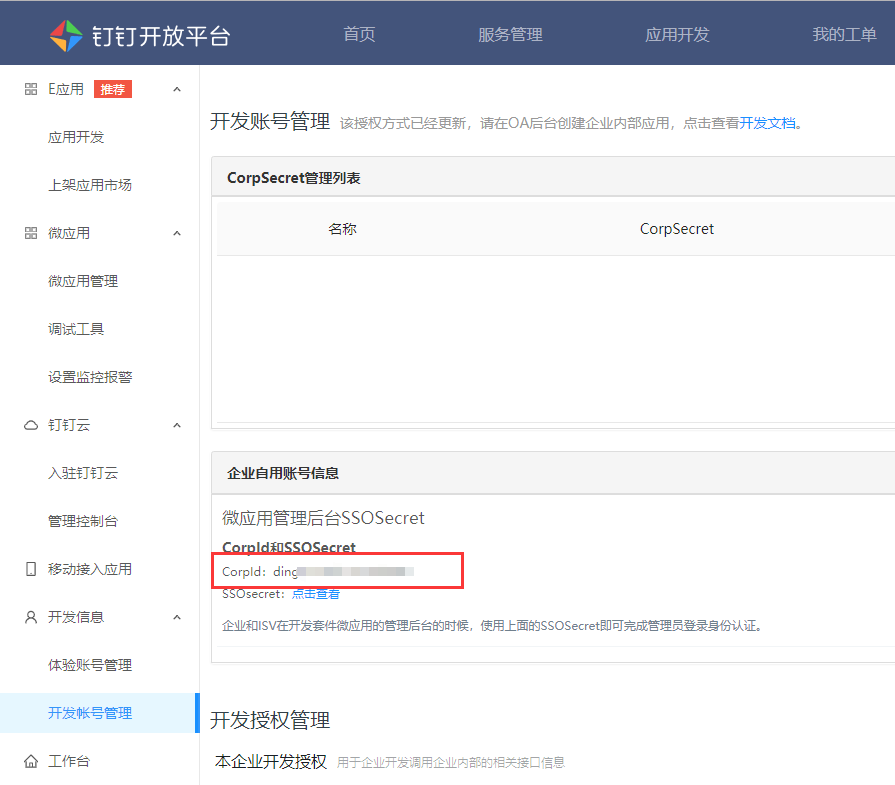 钉钉开放平台 首页 服务管理 应用开发 我的工单
E应用 推荐
应用开发
上架应用市场
微应用
微应用管理
调试工具
设置监控报警
钉钉云
入驻钉钉云
管理控制台
移动接入应用
开发信息
体验账号管理
开发帐号管理
工作台
开发账号管理 该授权方式已经更新，请在OA后台创建企业内部应用，点击查看开发文档。
CorpSecret管理列表
名称 CorpSecret
企业自用账号信息
微应用管理后台SSOSecret
CorpId和SSOSecret
CorpId：ding
SSOsecret：点击查看
企业和ISV在开发套件微应用的管理后台的时候，使用上面的SSOSecret即可完成管理员登录身份认证。
开发授权管理
本企业开发授权 用于企业开发调用企业内部的相关接口信息